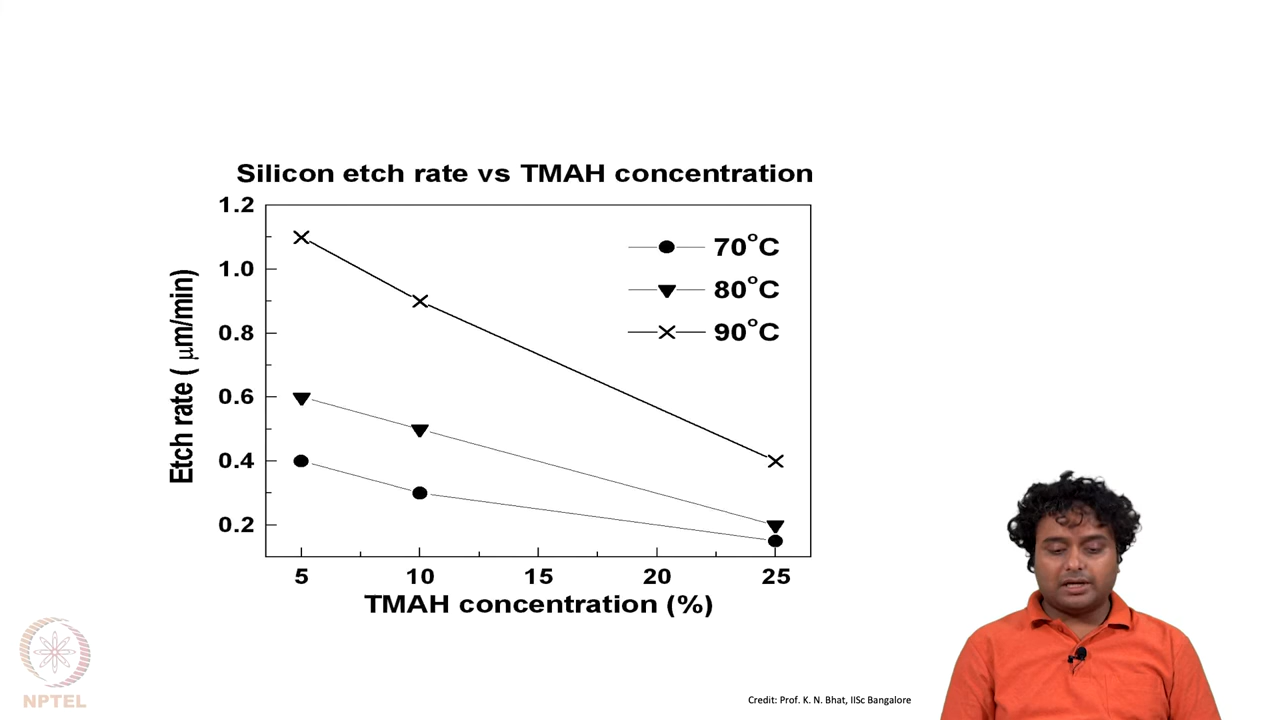 Silicon etch rate vs TMAH concentration
1.2
1.0
0.8
0.6
0.4
0.2
Etch rate ( μm/min)
70°C
80°C
90°C
5 10 15 20 25
TMAH concentration (%)
NPTEL
Credit: Prof. K. N. Bhat, IISc Bangalore